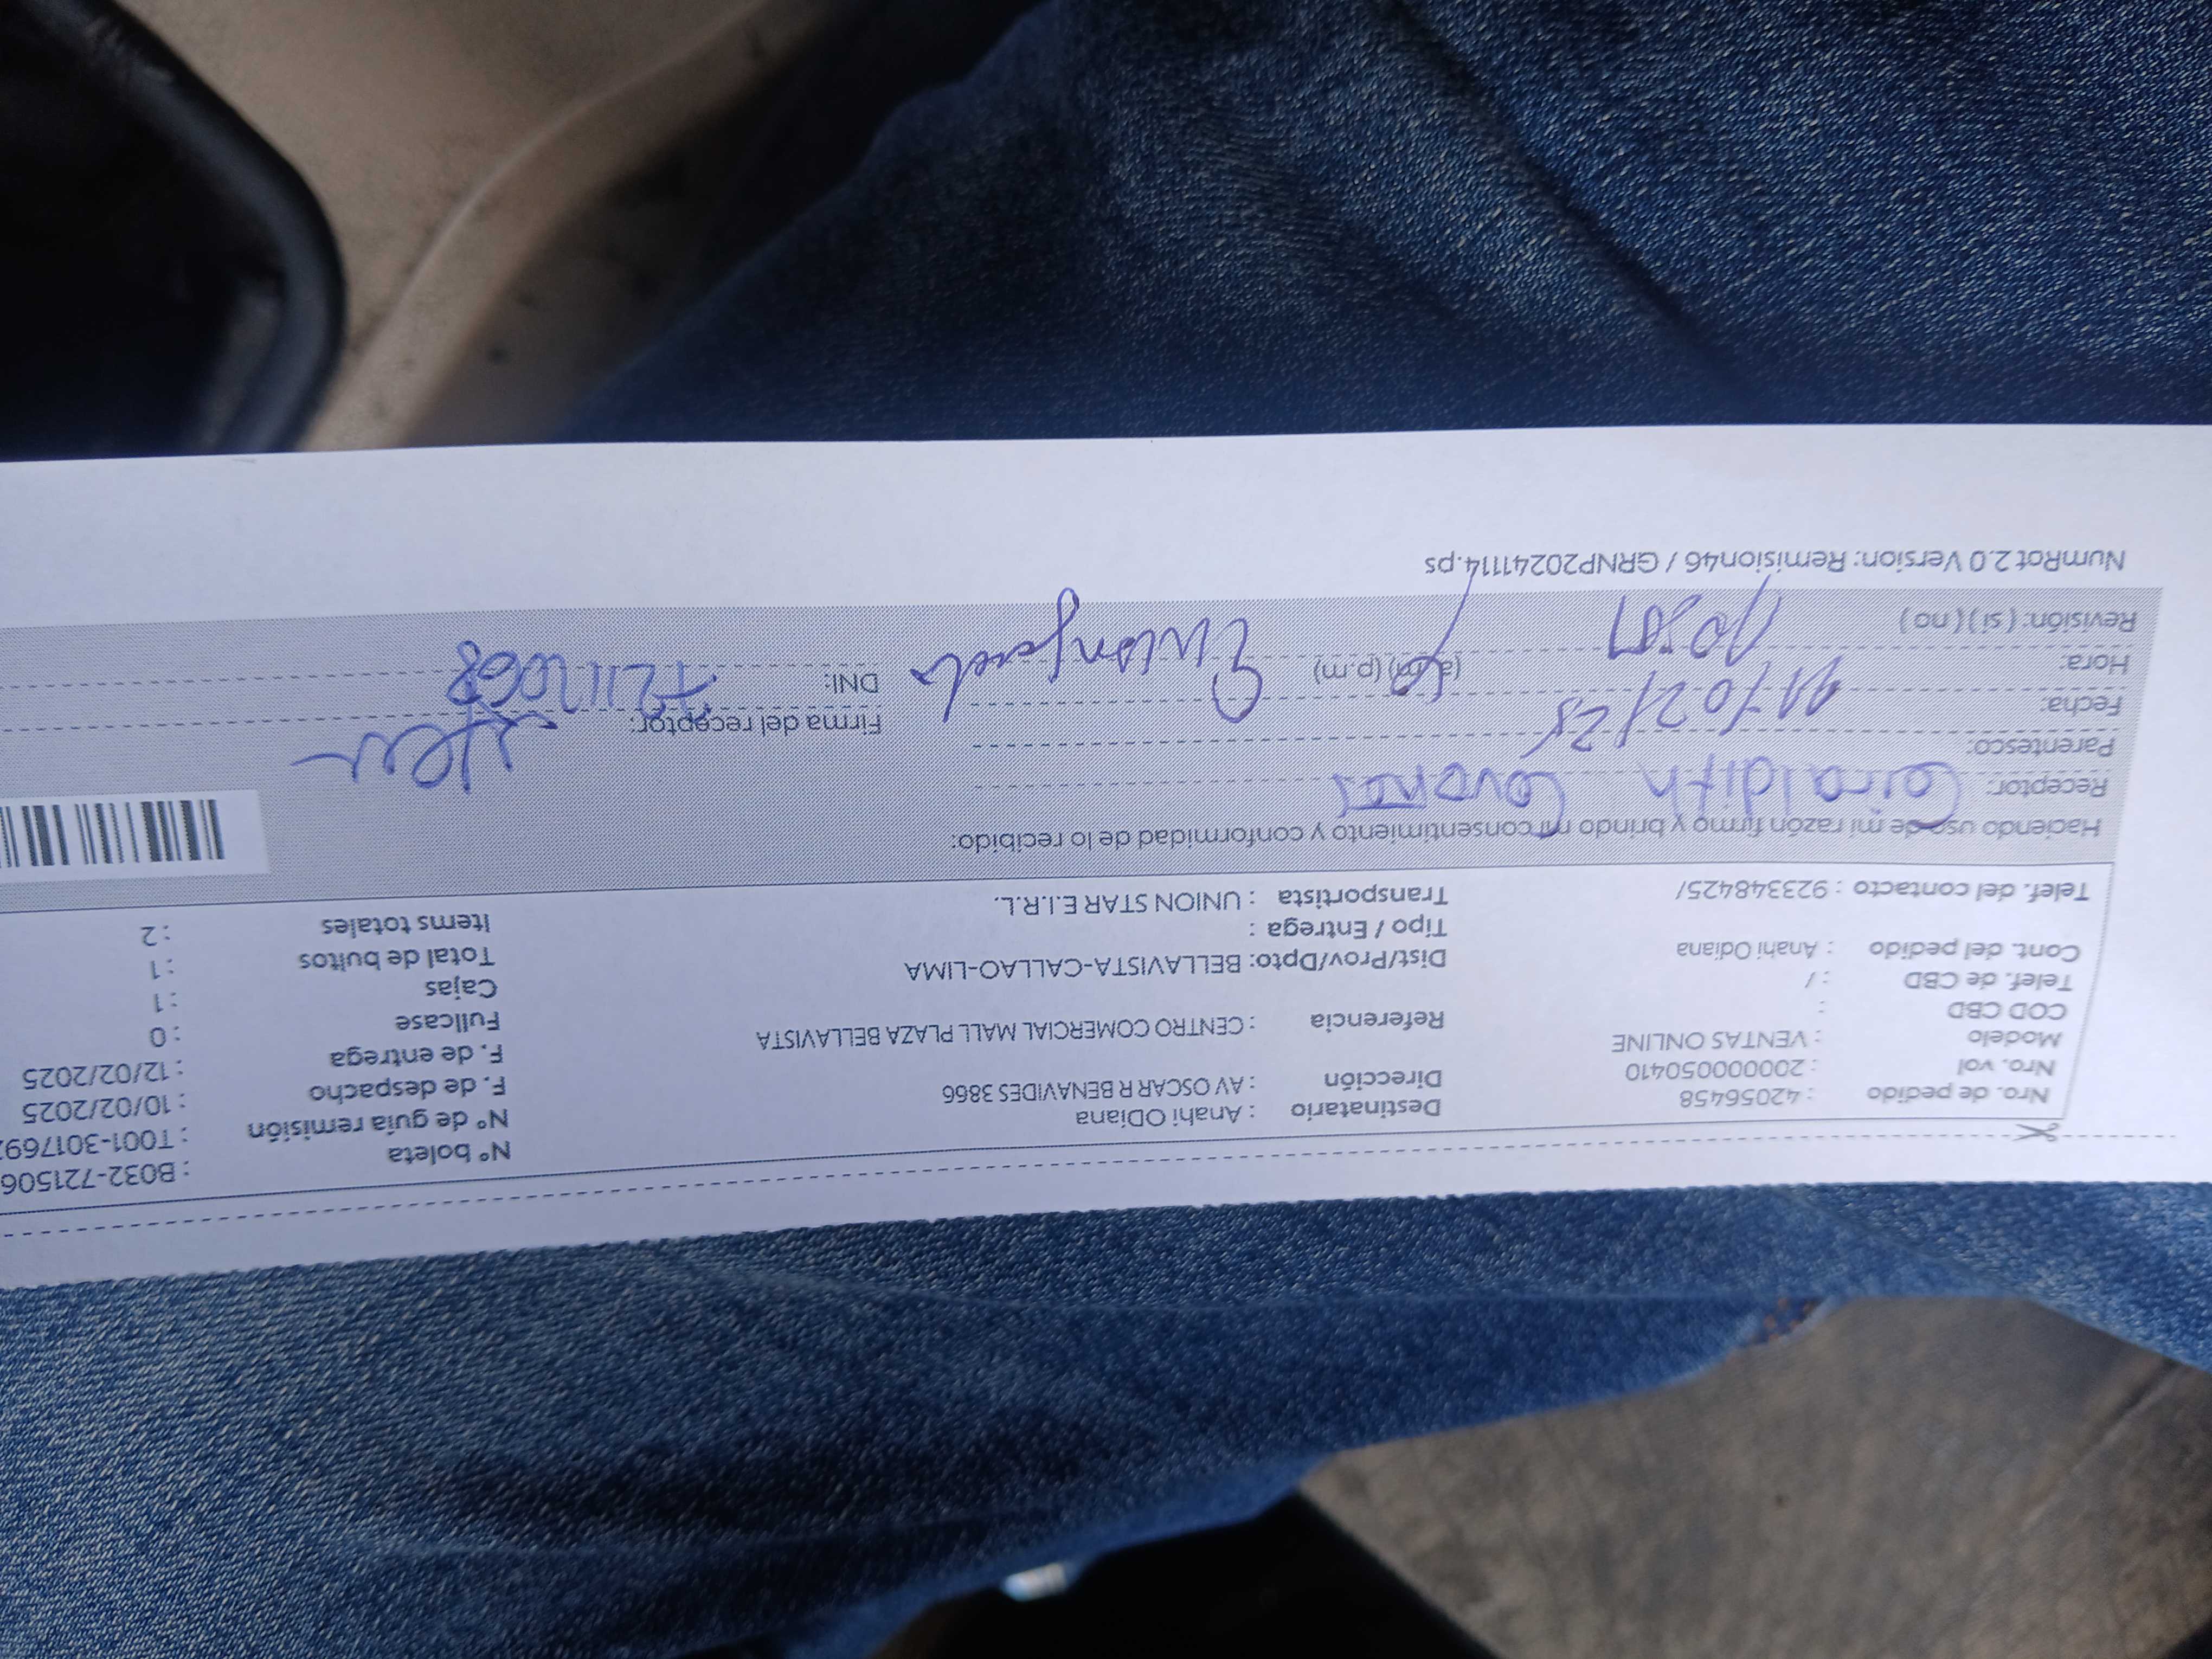 Nro. de pedido : 42056458 Destinatario : Anahi ODiana Nº boleta : B032-721506
Nro. vol : 2000000050410 Dirección : AV OSCAR R BENAVIDES 3866 Nº de guía remisión : T001-301769
Modelo : VENTAS ONLINE F. de despacho : 10/02/2025
COD CBD : Referencia : CENTRO COMERCIAL MALL PLAZA BELLAVISTA F. de entrega : 12/02/2025
Telef. de CBD : / Fullcase : 0
Cont. del pedido : Anahi Odiana Dist/Prov/Dpto: BELLAVISTA-CALLAO-LIMA Cajas : 1
Tipo / Entrega : Total de bultos : 1
Telef. del contacto : 923348425/ Transportista : UNION STAR E.I.R.L. Items totales : 2
Haciendo uso de mi razón firmo y brindo mi consentimiento y conformidad de lo recibido:
Receptor: Geraldith
Parentesco: Firma del receptor:
Fecha: 11/02/25
Hora: (a.m) (p.m) DNI: 72112068
Revisión: ( si ) ( no )
NumRot 2.0 Version: Remision46 / GRNP20241114.ps